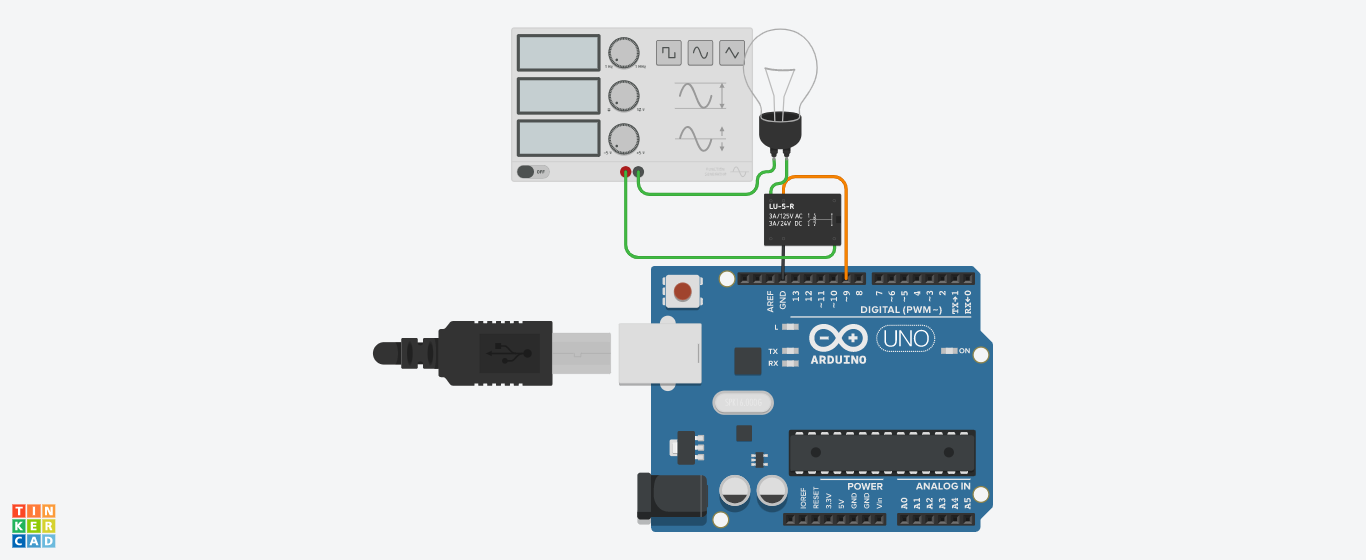 OFF
LU-5-R
3A/125V AC
3A/24V DC
AREF
GND
13
12
~11
~10
~9
8
7
~6
~5
4
~3
2
TX→1
RX←0
DIGITAL (PWM~)
L
TX
RX
ARDUINO
UNO
ON
IOREF
RESET
3.3V
5V
GND
GND
Vin
POWER
ANALOG IN
A0
A1
A2
A3
A4
A5
TIN
KER
CAD